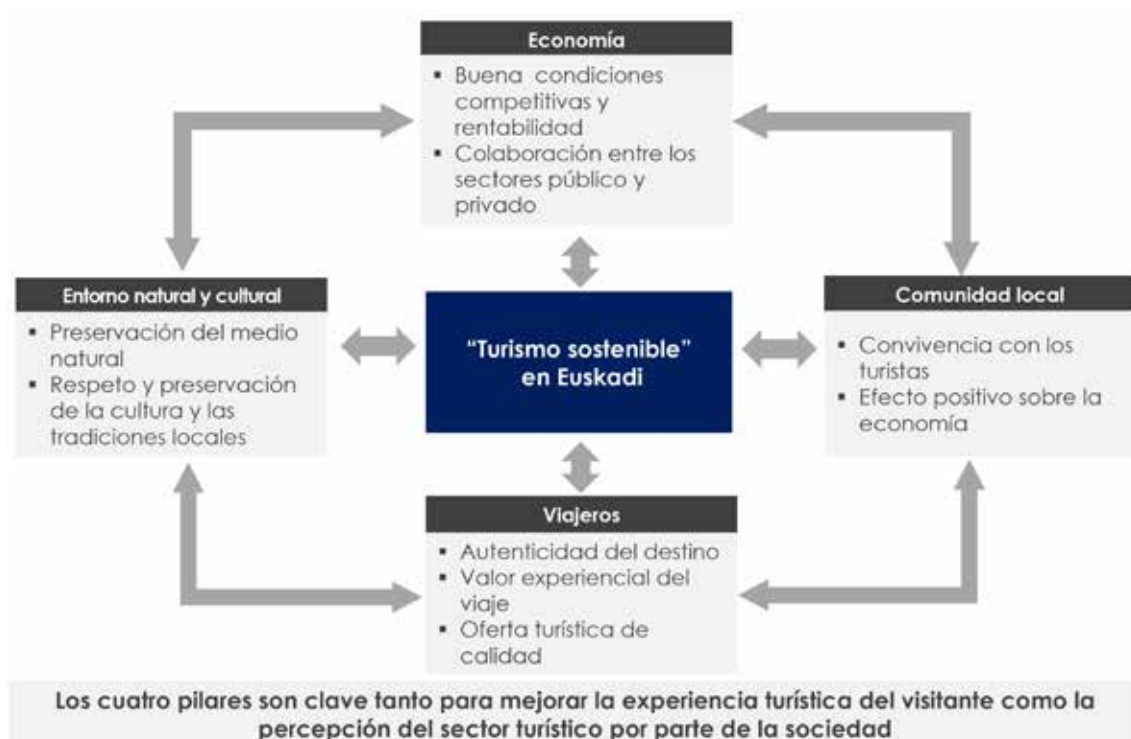 Economía
▪ Buena condiciones
competitivas y
rentabilidad
▪ Colaboración entre los
sectores público y
privado
Entorno natural y cultural
▪ Preservación del medio
natural
▪ Respeto y preservación
de la cultura y las
tradiciones locales
“Turismo sostenible”
en Euskadi
Comunidad local
▪ Convivencia con los
turistas
▪ Efecto positivo sobre la
economía
Viajeros
▪ Autenticidad del destino
▪ Valor experiencial del
viaje
▪ Oferta turística de
calidad
Los cuatro pilares son clave tanto para mejorar la experiencia turística del visitante como la
percepción del sector turístico por parte de la sociedad